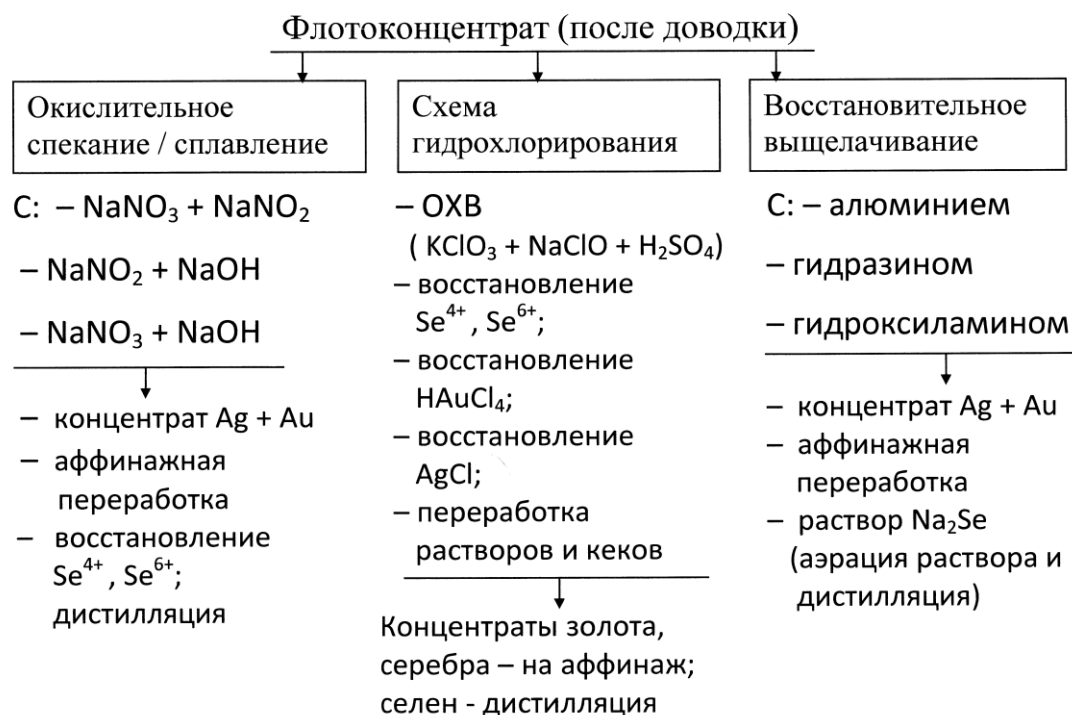 Флотоконцентрат (после доводки)
Окислительное
спекание / сплавление
С: – NaNO₃ + NaNO₂
– NaNO₂ + NaOH
– NaNO₃ + NaOH
– концентрат Ag + Au
– аффинажная
переработка
– восстановление
Se⁴⁺ , Se⁶⁺;
дистилляция
Схема
гидрохлорирования
– ОХВ
( KClO₃ + NaClO + H₂SO₄)
– восстановление
Se⁴⁺ , Se⁶⁺;
– восстановление
HAuCl₄;
– восстановление
AgCl;
– переработка
растворов и кеков
Концентраты золота,
серебра – на аффинаж;
селен - дистилляция
Восстановительное
выщелачивание
С: – алюминием
– гидразином
– гидроксиламином
– концентрат Ag + Au
– аффинажная
переработка
– раствор Na₂Se
(аэрация раствора и
дистилляция)